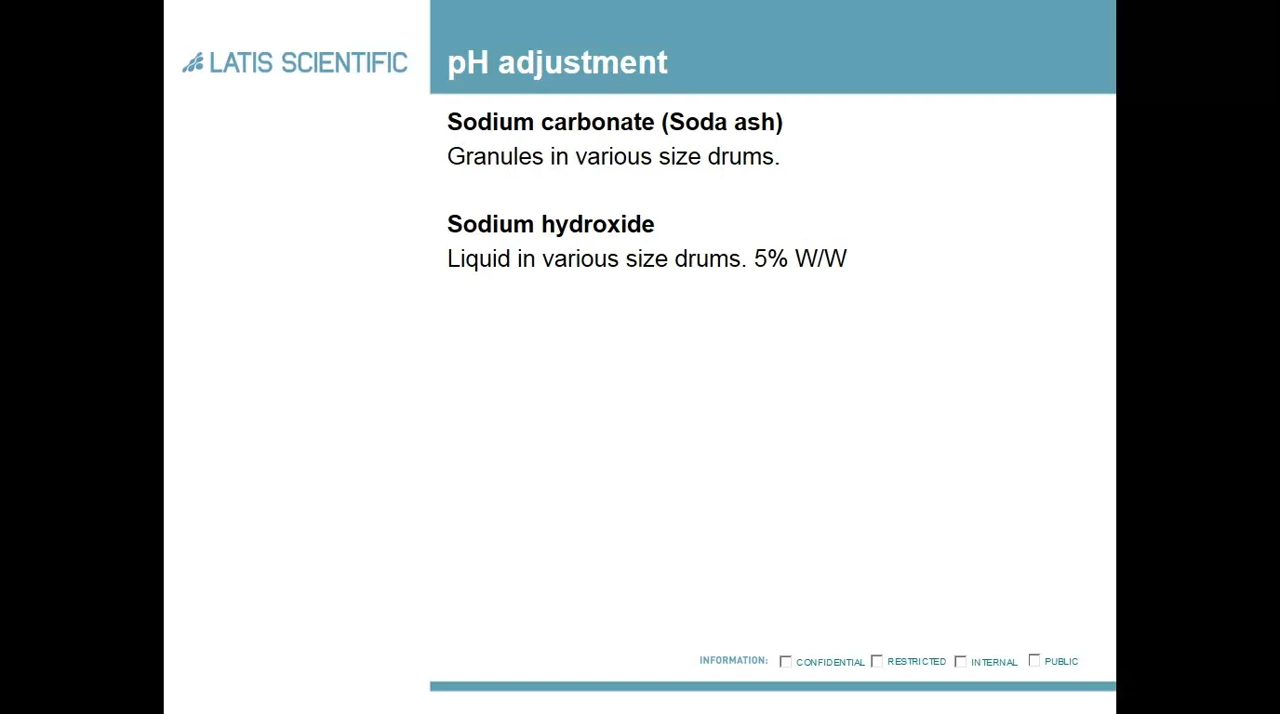 LATIS SCIENTIFIC
pH adjustment
Sodium carbonate (Soda ash)
Granules in various size drums.
Sodium hydroxide
Liquid in various size drums. 5% W/W
INFORMATION: CONFIDENTIAL RESTRICTED INTERNAL PUBLIC